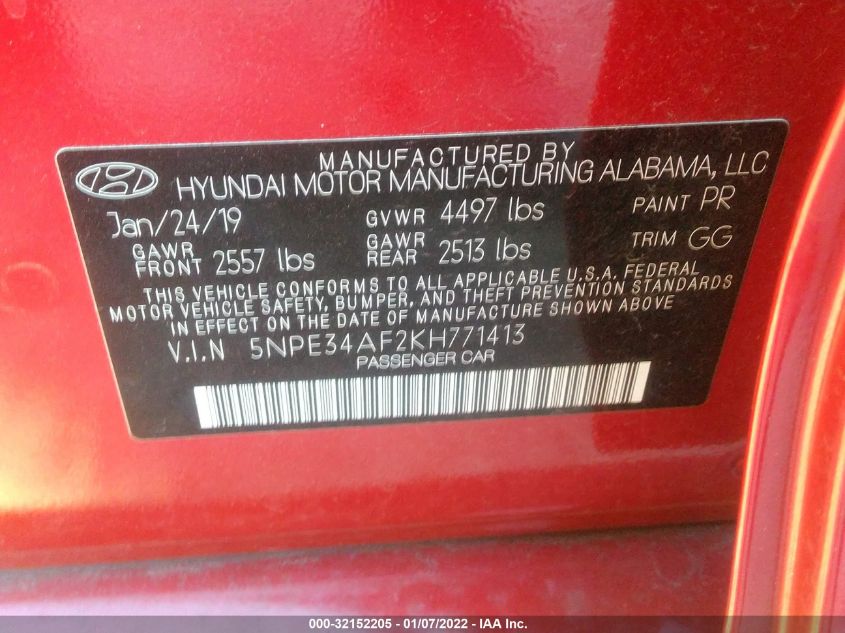 MANUFACTURED BY
HYUNDAI MOTOR MANUFACTURING ALABAMA, LLC
Jan/24/19 GVWR 4497 lbs PAINT PR
GAWR FRONT 2557 lbs GAWR REAR 2513 lbs TRIM GG
THIS VEHICLE CONFORMS TO ALL APPLICABLE U.S.A. FEDERAL
MOTOR VEHICLE SAFETY, BUMPER, AND THEFT PREVENTION STANDARDS
IN EFFECT ON THE DATE OF MANUFACTURE SHOWN ABOVE
V.I.N 5NPE34AF2KH771413
PASSENGER CAR
000-32152205 - 01/07/2022 - IAA Inc.